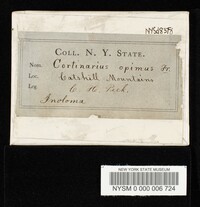 COLL. N. Y. STATE.
Nom. Cortinarius opimus Fr.
Loc. Catskill Mountains
Leg C. H. Peck.
Inoloma
NEW YORK STATE MUSEUM
NYSM 0 000 006 724